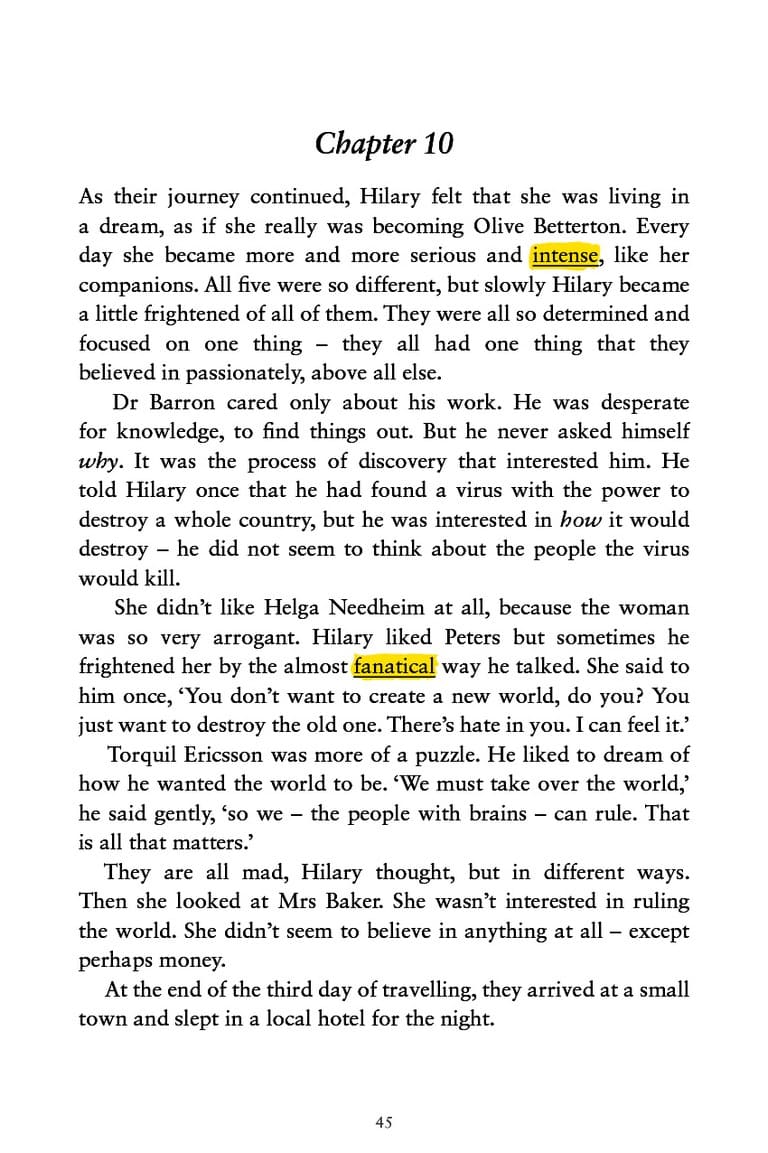 Chapter 10
As their journey continued, Hilary felt that she was living in
a dream, as if she really was becoming Olive Betterton. Every
day she became more and more serious and intense, like her
companions. All five were so different, but slowly Hilary became
a little frightened of all of them. They were all so determined and
focused on one thing – they all had one thing that they
believed in passionately, above all else.
Dr Barron cared only about his work. He was desperate
for knowledge, to find things out. But he never asked himself
why. It was the process of discovery that interested him. He
told Hilary once that he had found a virus with the power to
destroy a whole country, but he was interested in how it would
destroy – he did not seem to think about the people the virus
would kill.
She didn’t like Helga Needheim at all, because the woman
was so very arrogant. Hilary liked Peters but sometimes he
frightened her by the almost fanatical way he talked. She said to
him once, ‘You don’t want to create a new world, do you? You
just want to destroy the old one. There’s hate in you. I can feel it.’
Torquil Ericsson was more of a puzzle. He liked to dream of
how he wanted the world to be. ‘We must take over the world,’
he said gently, ‘so we – the people with brains – can rule. That
is all that matters.’
They are all mad, Hilary thought, but in different ways.
Then she looked at Mrs Baker. She wasn’t interested in ruling
the world. She didn’t seem to believe in anything at all – except
perhaps money.
At the end of the third day of travelling, they arrived at a small
town and slept in a local hotel for the night.
45